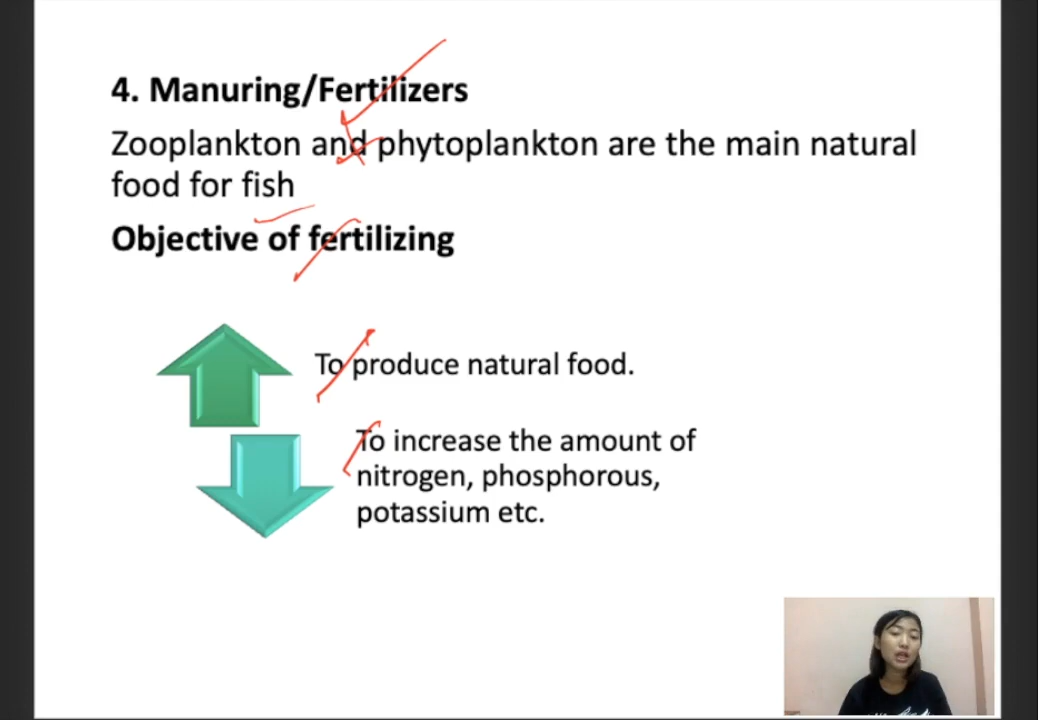 4. Manuring/Fertilizers
Zooplankton and phytoplankton are the main natural
food for fish
Objective of fertilizing
To produce natural food.
To increase the amount of
nitrogen, phosphorous,
potassium etc.